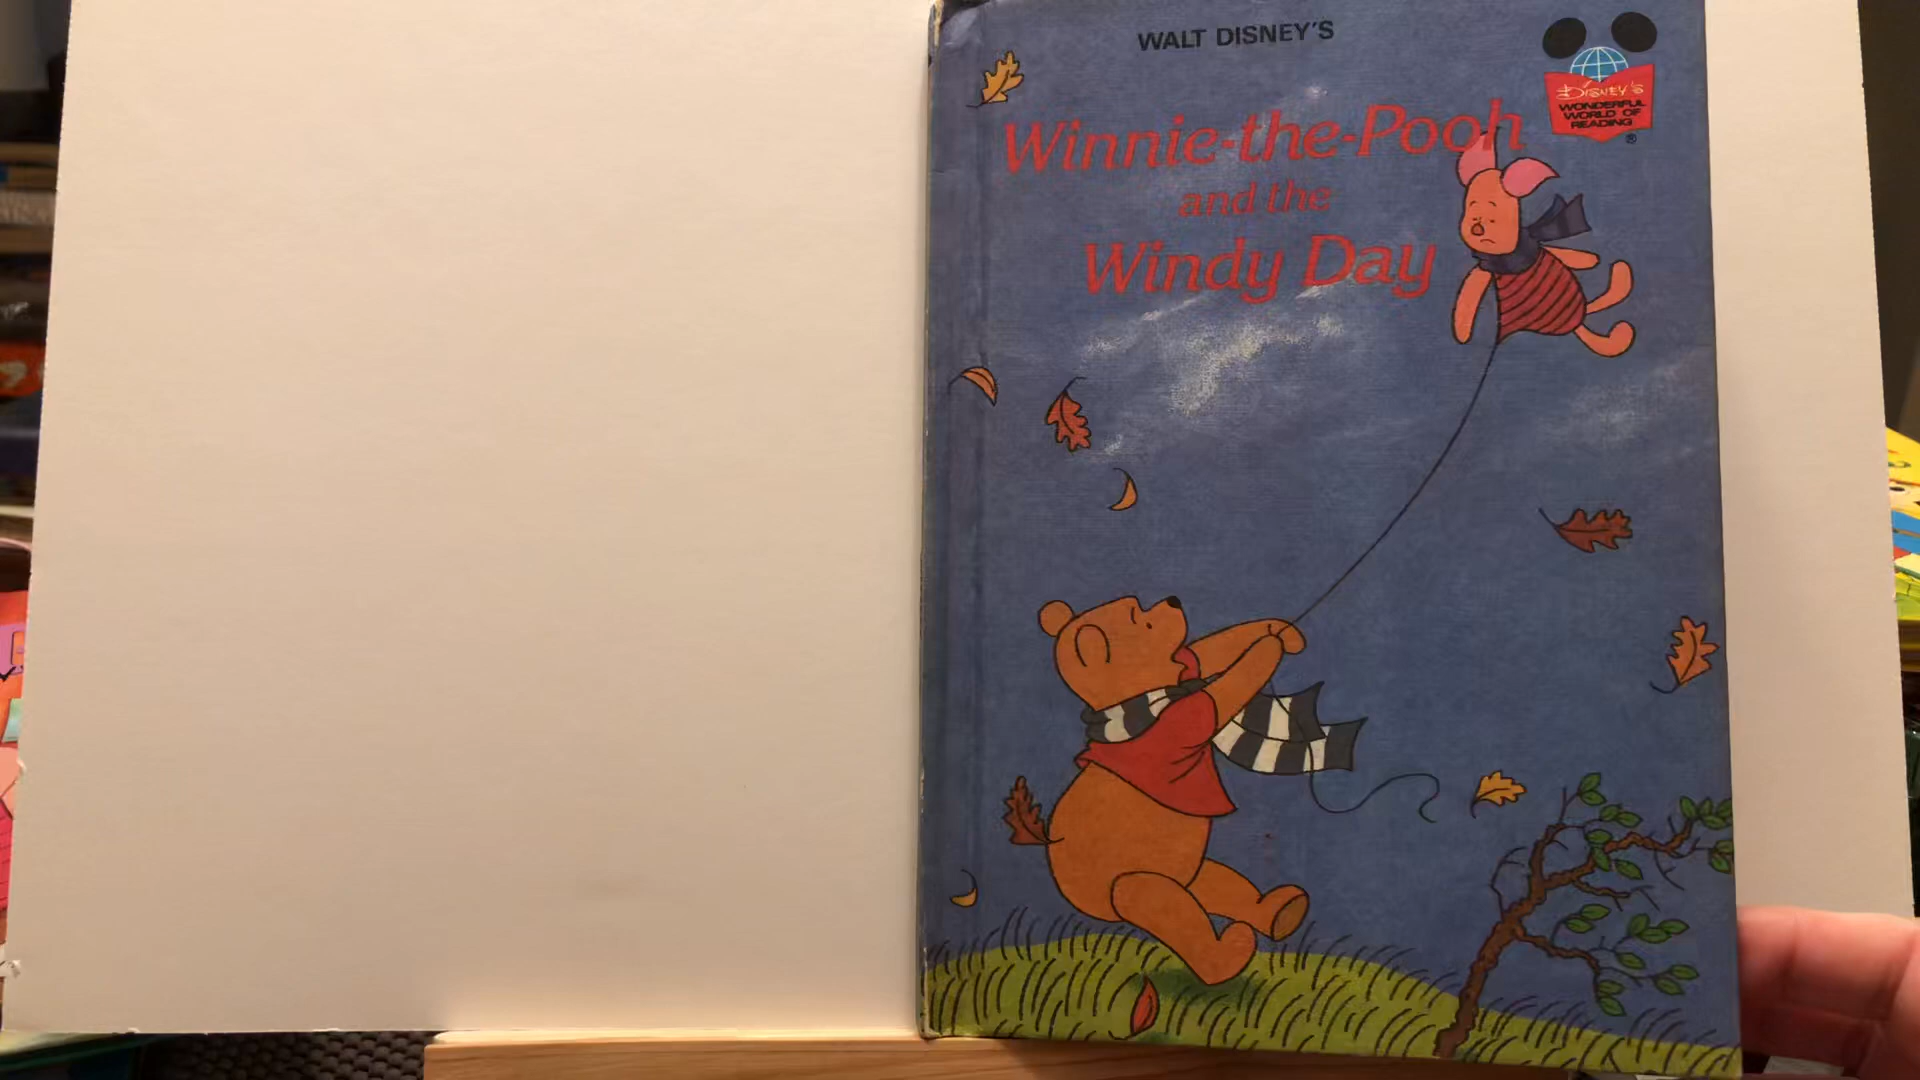 WALT DISNEY'S
Winnie-the-Pooh
and the
Windy Day
DISNEY'S
WONDERFUL
WORLD OF
READING
®